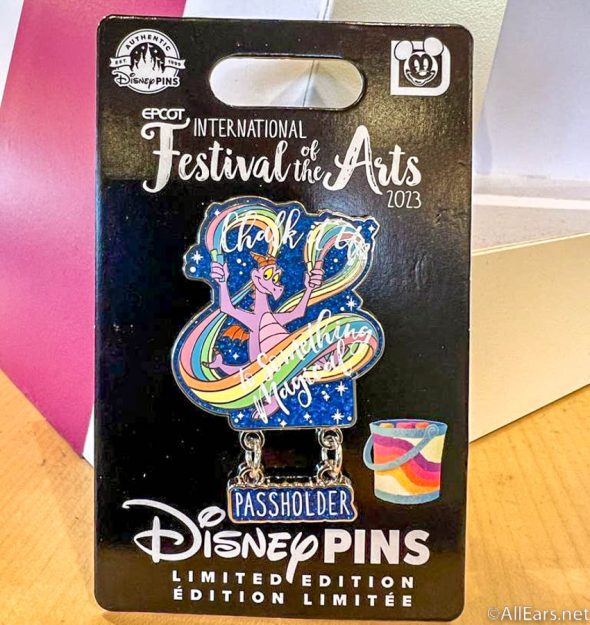 AUTHENTIC
EST. 1999
DISNEY PINS
EPCOT
INTERNATIONAL
Festival of the Arts
2023
Chalk it Up
to Something
Magical!
PASSHOLDER
DISNEY PINS
LIMITED EDITION
ÉDITION LIMITÉE
©AllEars.net